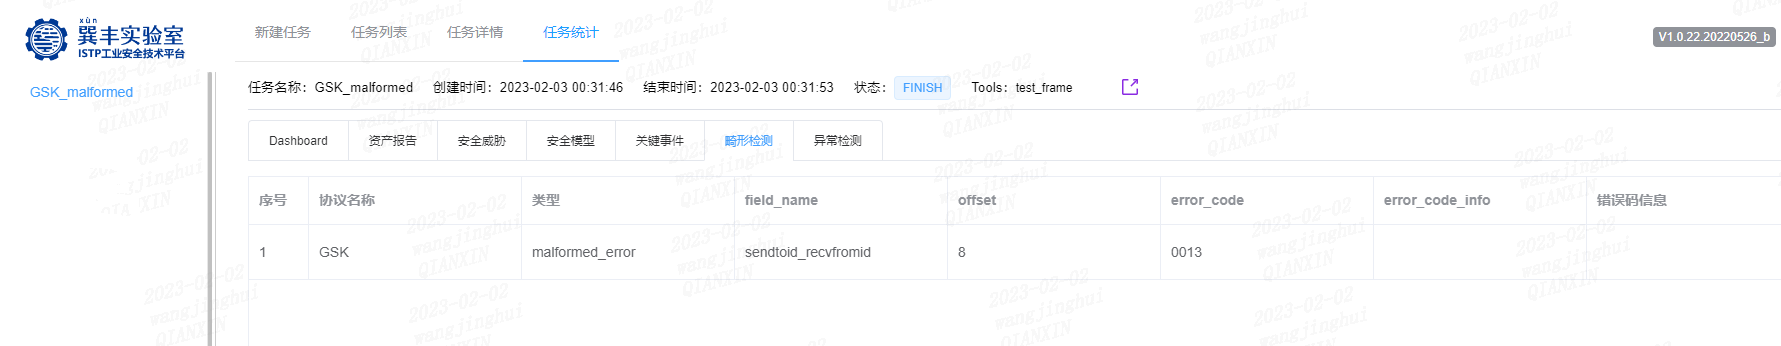 xùn
巽丰实验室
ISTP工业安全技术平台
新建任务 任务列表 任务详情 任务统计
V1.0.22.20220526_b
GSK_malformed
任务名称：GSK_malformed 创建时间：2023-02-03 00:31:46 结束时间：2023-02-03 00:31:53 状态： FINISH Tools：test_frame
Dashboard 资产报告 安全威胁 安全模型 关键事件 畸形检测 异常检测
序号 协议名称 类型 field_name offset error_code error_code_info 错误码信息
1 GSK malformed_error sendtoid_recvfromid 8 0013
2023-02-02
wangjinghui
QIANXIN